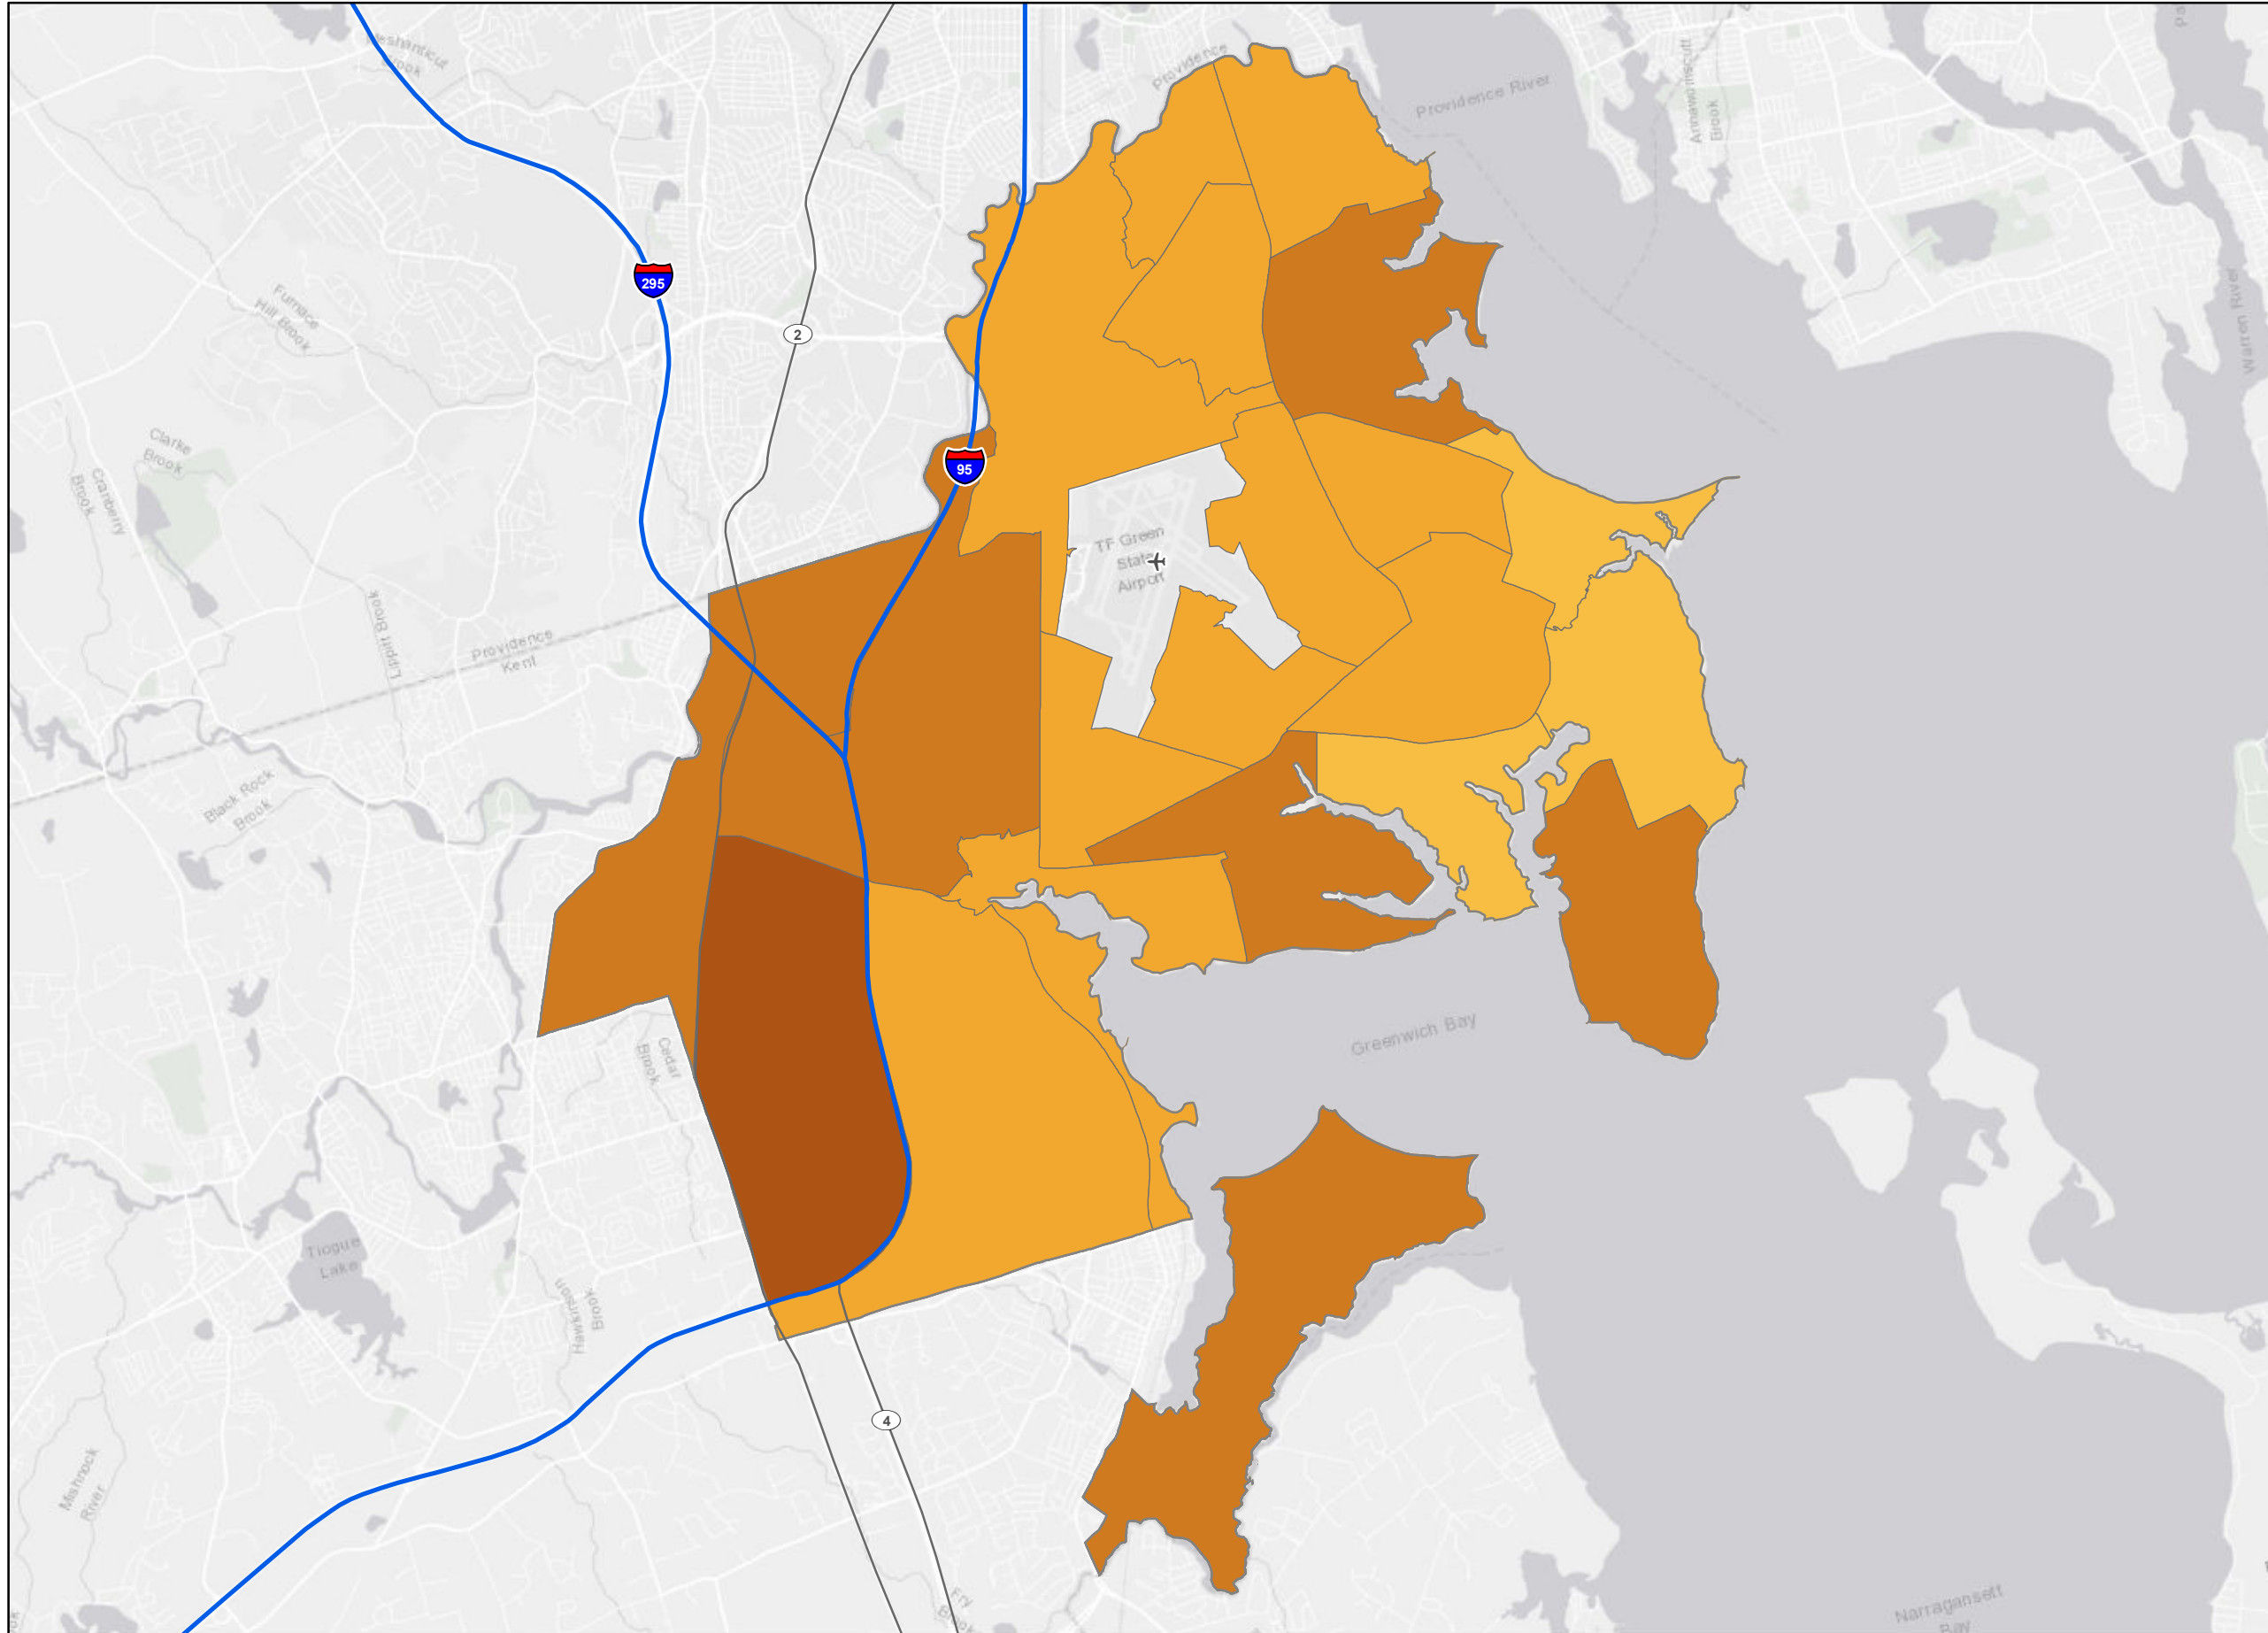 Meshanticut
Brook
Providence
Providence River
Annawomscutt
Brook
295
Furnace
Hill Brook
2
Warren River
Clarke
Brook
Cranberry
Brook
95
TF Green
State
Airport
Lippitt Brook
Providence
Kent
Black Rock
Brook
Cedar
Brook
Greenwich Bay
Tiogue
Lake
Hawkinson
Brook
4
Mishnock
River
Fry
Brook
Narragansett
Bay